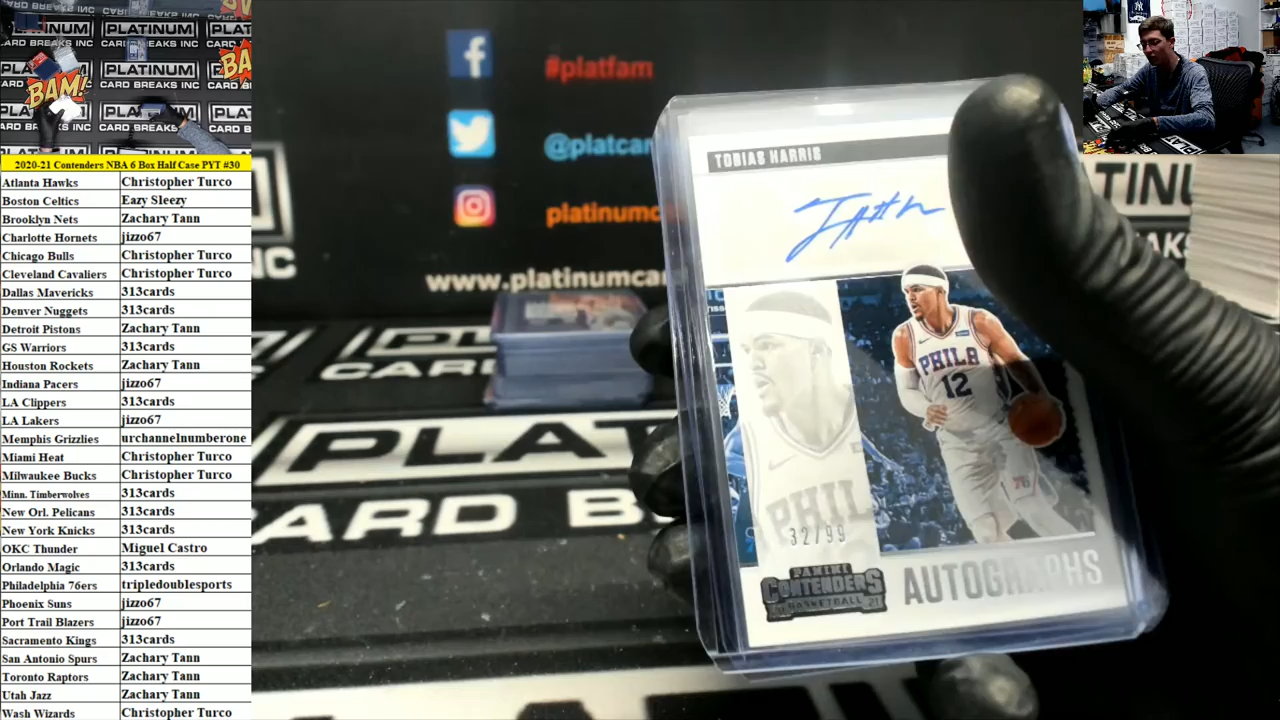 PLATINUM
CARD BREAKS INC
BAM!
2020-21 Contenders NBA 6 Box Half Case PYT #30
Atlanta Hawks Christopher Turco
Boston Celtics Eazy Sleezy
Brooklyn Nets Zachary Tann
Charlotte Hornets jizzo67
Chicago Bulls Christopher Turco
Cleveland Cavaliers Christopher Turco
Dallas Mavericks 313cards
Denver Nuggets 313cards
Detroit Pistons Zachary Tann
GS Warriors 313cards
Houston Rockets Zachary Tann
Indiana Pacers jizzo67
LA Clippers 313cards
LA Lakers jizzo67
Memphis Grizzlies urchannelnumberone
Miami Heat Christopher Turco
Milwaukee Bucks Christopher Turco
Minn. Timberwolves 313cards
New Orl. Pelicans 313cards
New York Knicks 313cards
OKC Thunder Miguel Castro
Orlando Magic 313cards
Philadelphia 76ers tripledoublesports
Phoenix Suns jizzo67
Port Trail Blazers jizzo67
Sacramento Kings 313cards
San Antonio Spurs Zachary Tann
Toronto Raptors Zachary Tann
Utah Jazz Zachary Tann
Wash Wizards Christopher Turco
#platfam
@platcar
platinumc
www.platinumcar
TOBIAS HARRIS
PHILA
12
76
PHIL
32/99
PANINI
CONTENDERS
BASKETBALL 21
AUTOGRAPHS
PLAT
CARD B